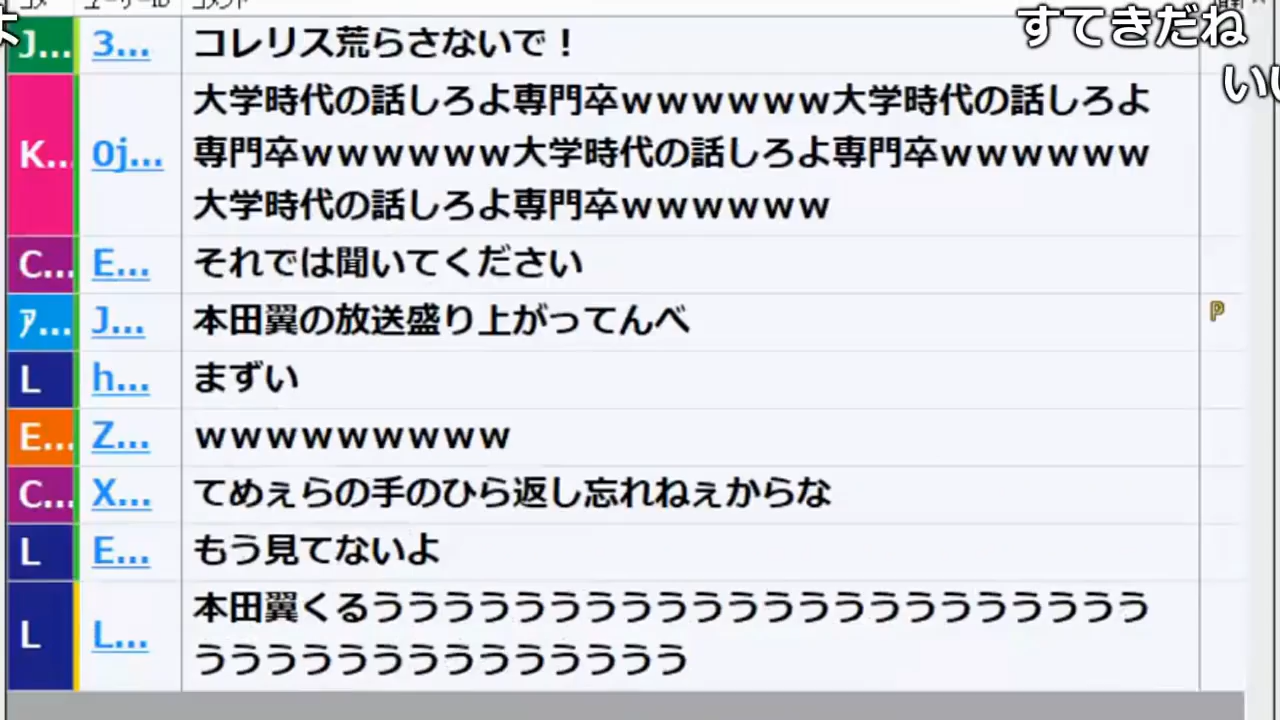 すてきだね
J... 3... コレリス荒らさないで！
大学時代の話しろよ専門卒ｗｗｗｗｗｗ大学時代の話しろよ
K... 0j... 専門卒ｗｗｗｗｗｗ大学時代の話しろよ専門卒ｗｗｗｗｗｗ
大学時代の話しろよ専門卒ｗｗｗｗｗｗ
C... E... それでは聞いてください
ｱ... J... 本田翼の放送盛り上がってんべ P
L h... まずい
E... Z... ｗｗｗｗｗｗｗｗｗ
C... X... てめぇらの手のひら返し忘れねぇからな
L E... もう見てないよ
本田翼くるうううううううううううううううううううううう
L L... うううううううううううううう